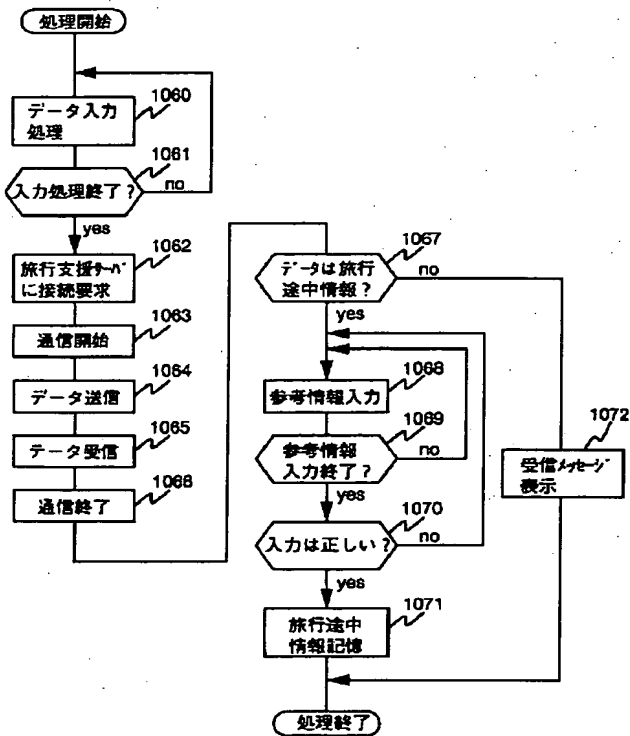 処理開始
1060
データ入力
処理
1061
入力処理終了?
no
yes
1062
旅行支援サーバ
に接続要求
1063
通信開始
1064
データ送信
1065
データ受信
1066
通信終了
1067
データは旅行
途中情報?
no
yes
1068
参考情報入力
1069
参考情報
入力終了?
no
yes
1070
入力は正しい?
no
yes
1071
旅行途中
情報記憶
1072
受信メッセージ
表示
処理終了